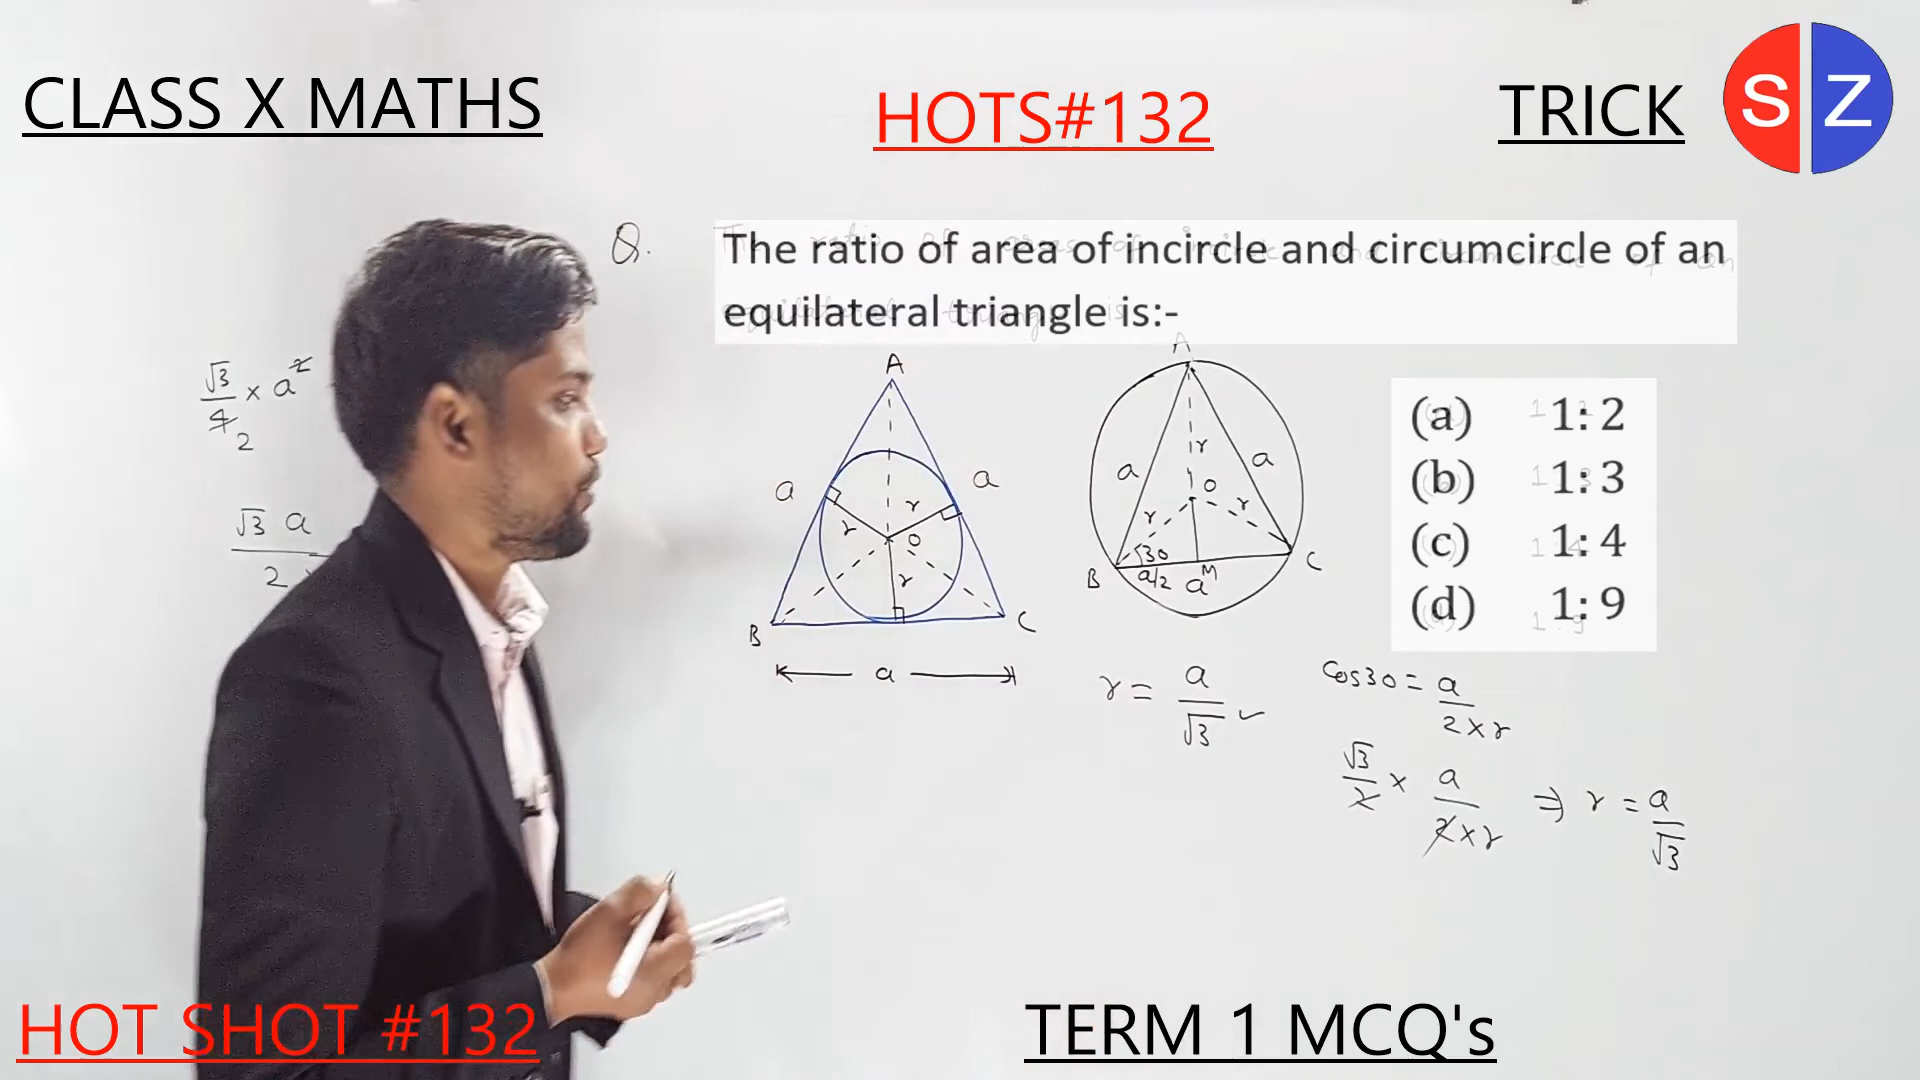 CLASS X MATHS
HOTS#132
TRICK
S Z
Q.
The ratio of area of incircle and circumcircle of an
equilateral triangle is:-
(a) 1:2
(b) 1:3
(c) 1:4
(d) 1:9
√3/4 × a²
2
√3 a
2
A
a
a
r
r
O
r
B
C
a
A
r
a
a
O
r
r
30
B
a/2
M
a
C
r = a/√3 ✓
Cos30 = a/2×r
√3/2 × a/2×r ⇒ r = a/√3
HOT SHOT #132
TERM 1 MCQ's